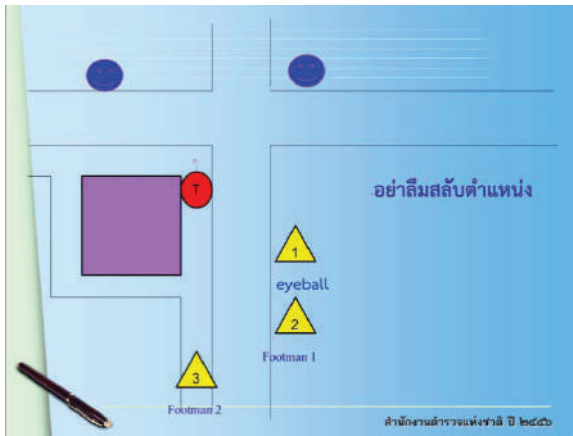 T
อย่าลืมสลับตำแหน่ง
1
eyeball
2
Footman 1
3
Footman 2
สำนักงานตำรวจแห่งชาติ ปี ๒๕๕๖